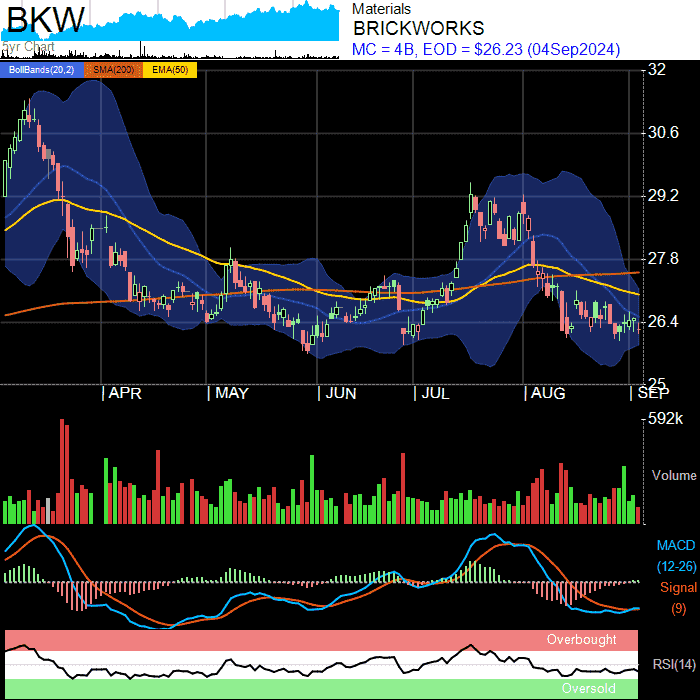 BKW
5yr Chart
Materials
BRICKWORKS
MC = 4B, EOD = $26.23 (04Sep2024)
BollBands(20,2) SMA(200) EMA(50)
32
30.6
29.2
27.8
26.4
25
APR MAY JUN JUL AUG SEP
592k
Volume
MACD
(12-26)
Signal
(9)
Overbought
RSI(14)
Oversold